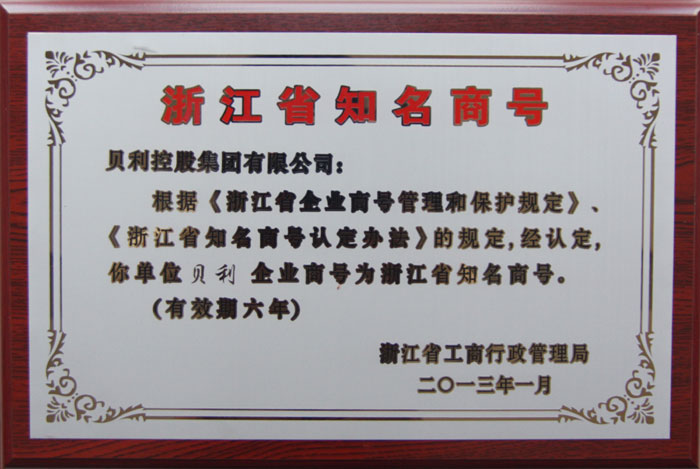 浙江省知名商号
贝利控股集团有限公司：
根据《浙江省企业商号管理和保护规定》、
《浙江省知名商号认定办法》的规定,经认定,
你单位贝利 企业商号为浙江省知名商号。
(有效期六年)
浙江省工商行政管理局
二〇一三年一月